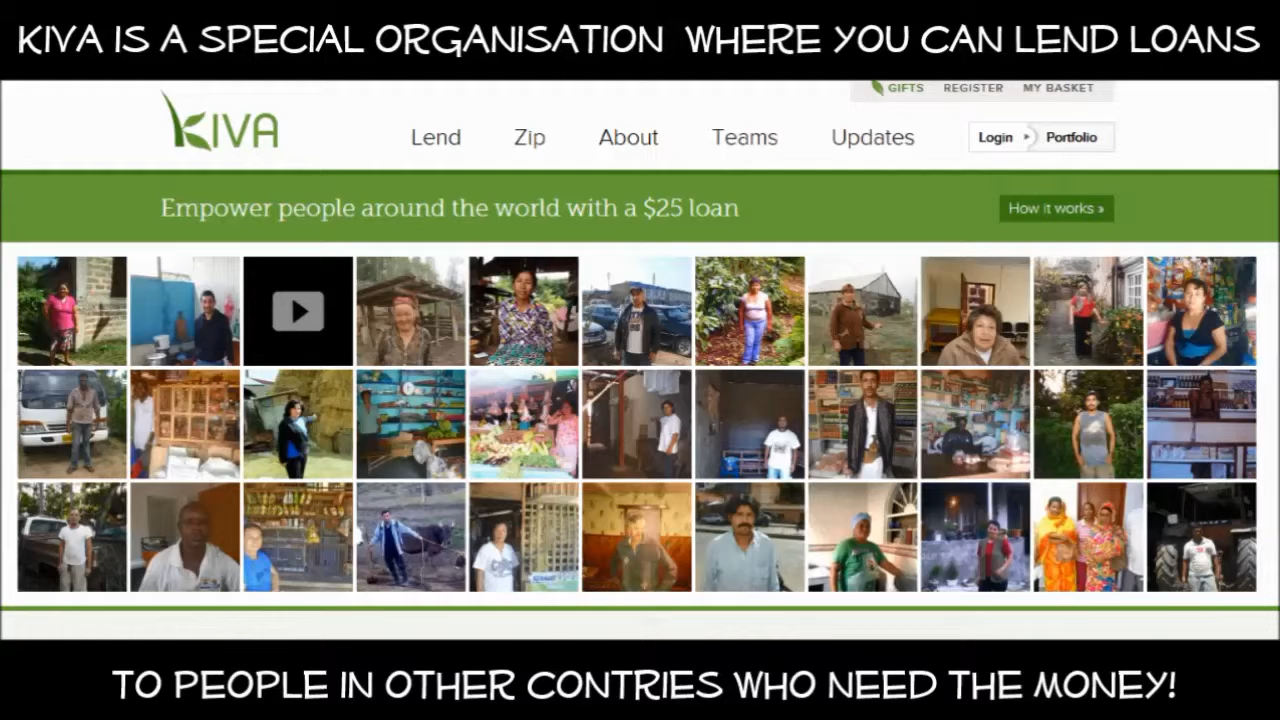 KIVA IS A SPECIAL ORGANISATION WHERE YOU CAN LEND LOANS
GIFTS REGISTER MY BASKET
KIVA
Lend Zip About Teams Updates Login Portfolio
Empower people around the world with a $25 loan How it works »
TO PEOPLE IN OTHER CONTRIES WHO NEED THE MONEY!